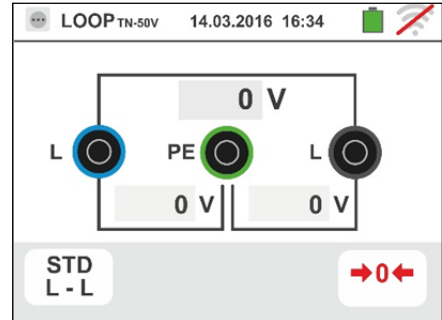 LOOP TN-50V 14.03.2016 16:34
0 V
L PE L
0 V 0 V
STD
L - L
→0←